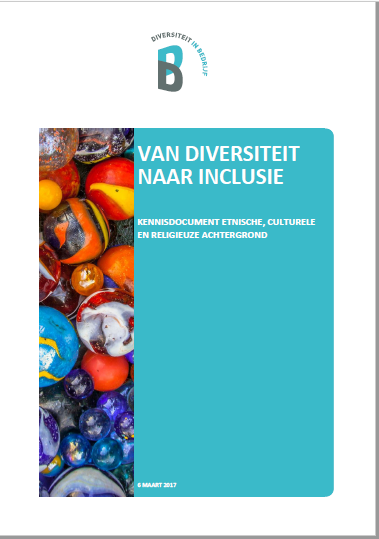 DIVERSITEIT IN BEDRIJF
VAN DIVERSITEIT
NAAR INCLUSIE
KENNISDOCUMENT ETNISCHE, CULTURELE
EN RELIGIEUZE ACHTERGROND
6 MAART 2017